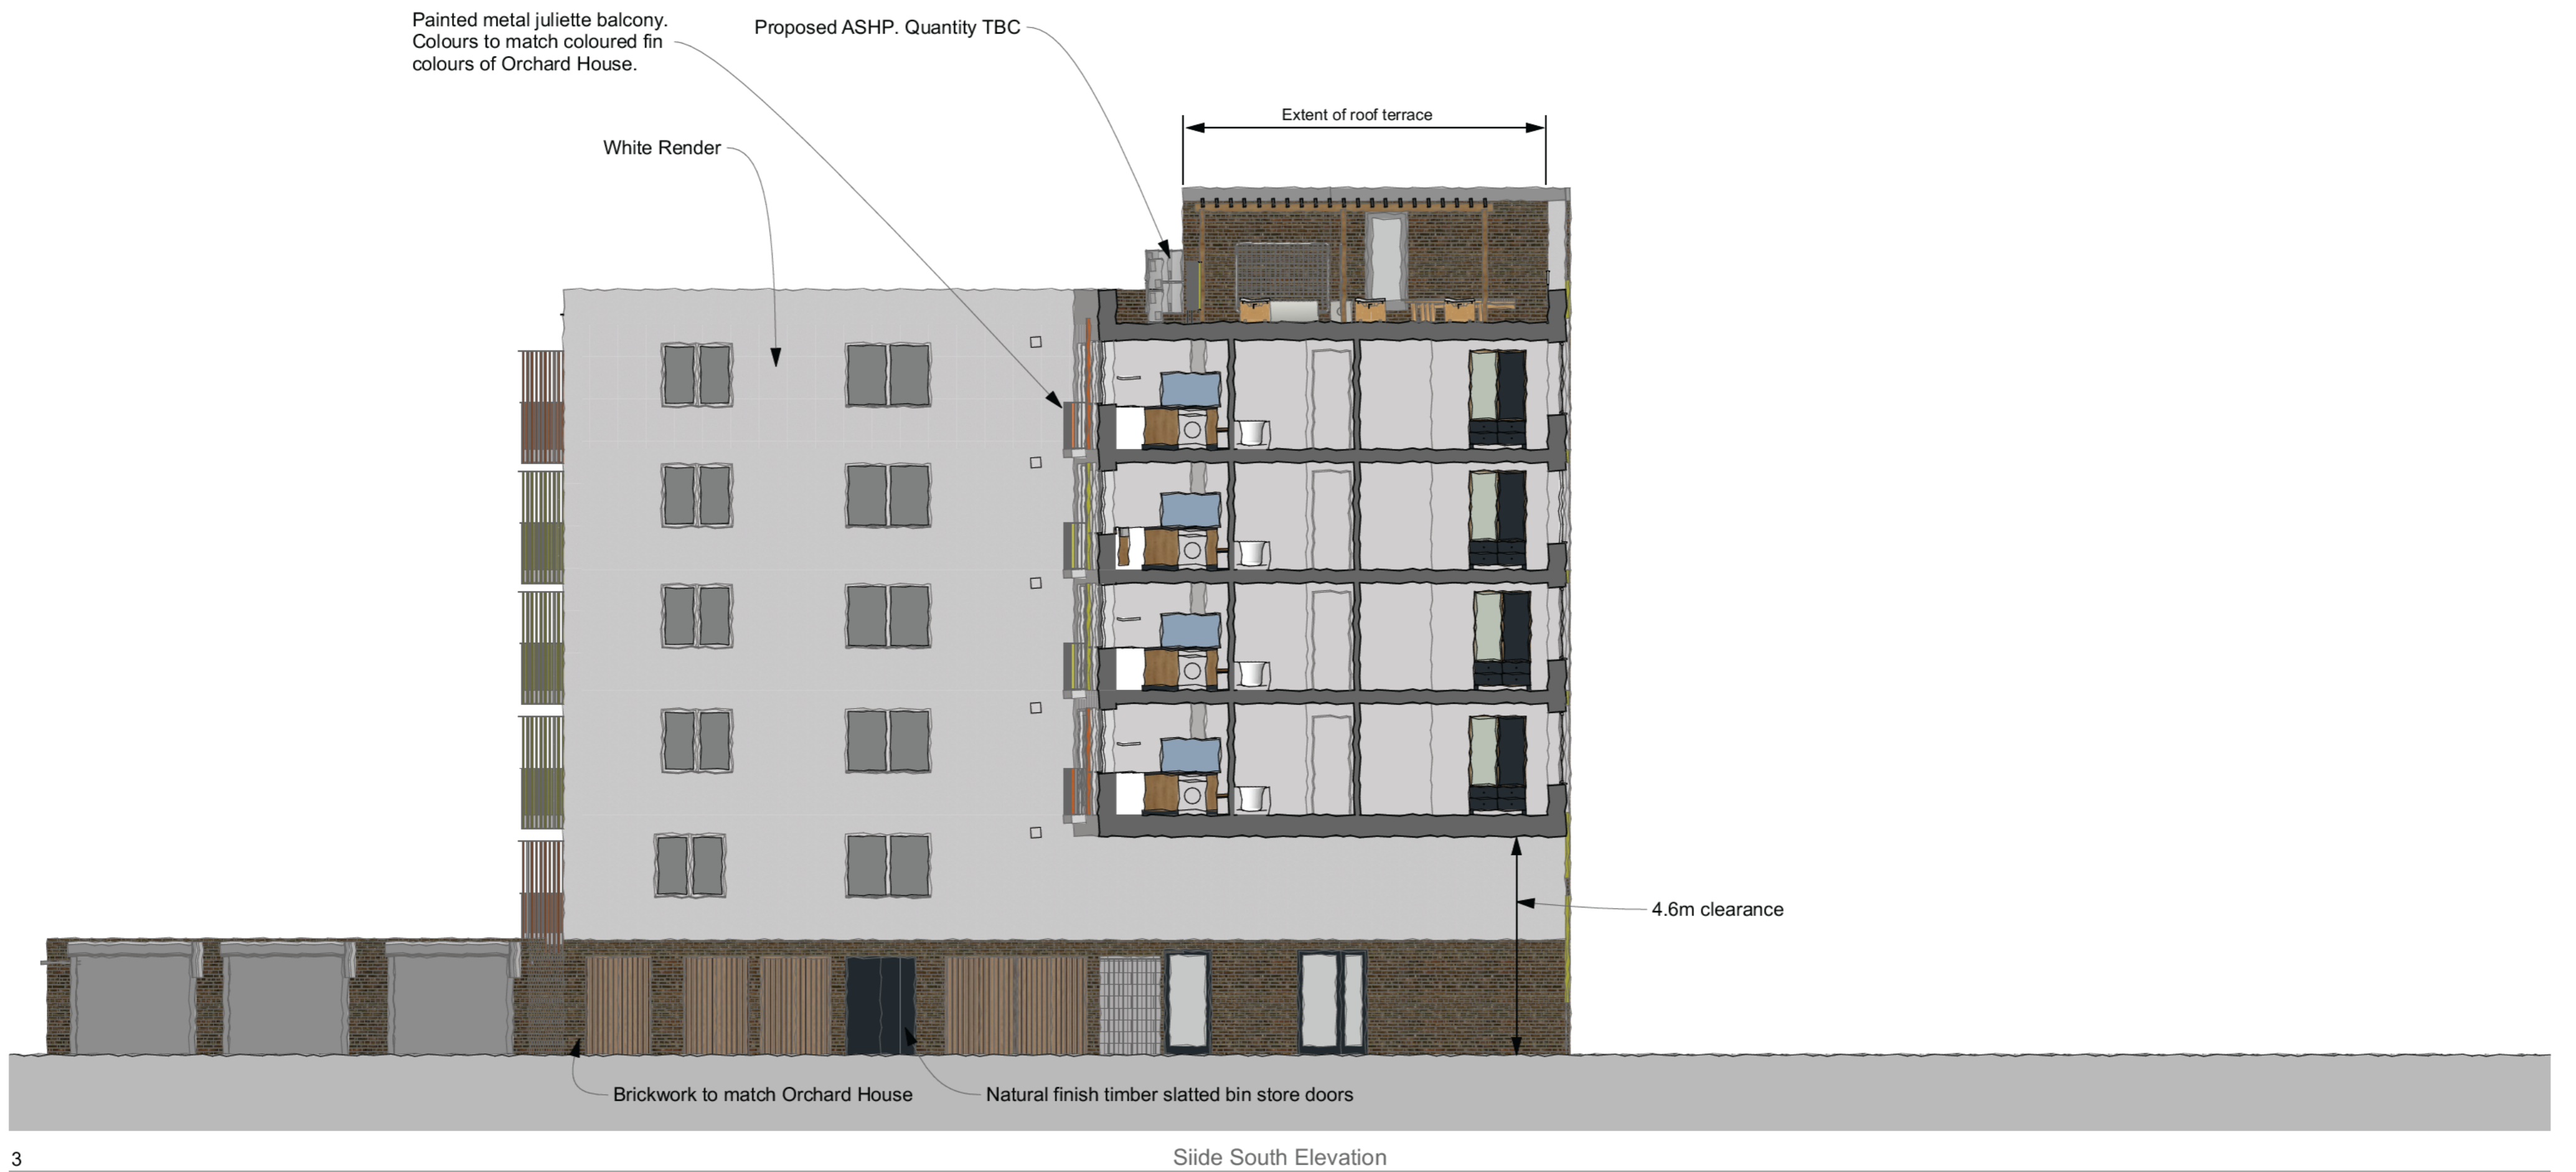 Painted metal juliette balcony.
Colours to match coloured fin
colours of Orchard House.
Proposed ASHP. Quantity TBC
Extent of roof terrace
White Render
4.6m clearance
Brickwork to match Orchard House
Natural finish timber slatted bin store doors
3
Siide South Elevation